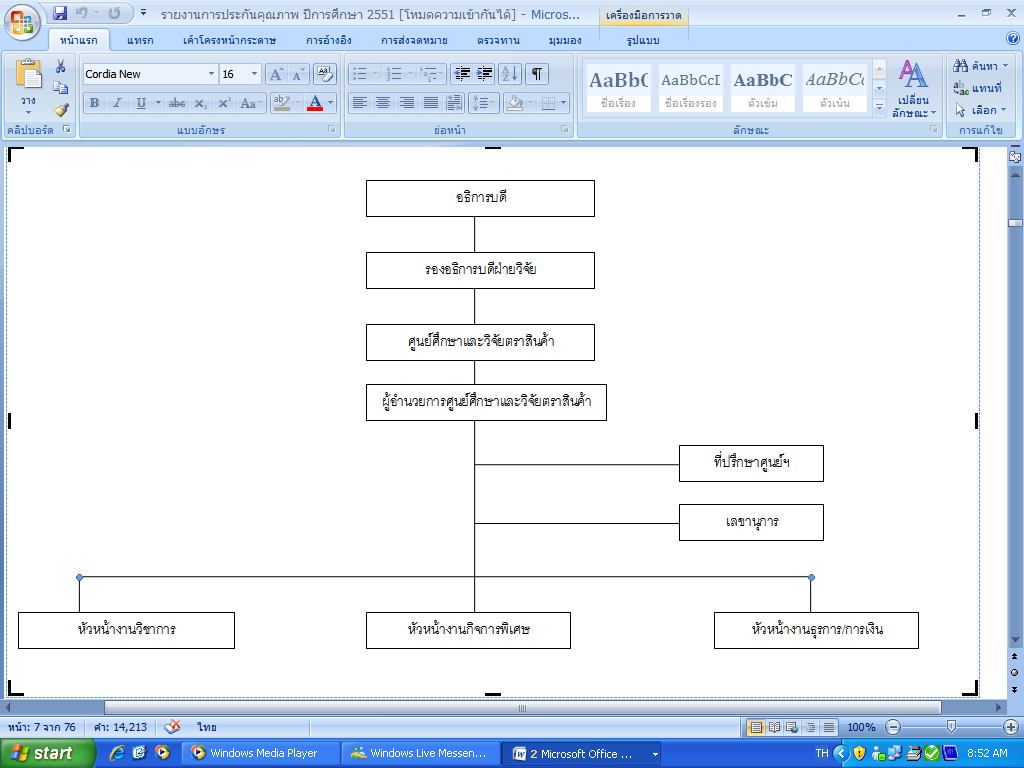 รายงานการประกันคุณภาพ ปีการศึกษา 2551 [โหมดความเข้ากันได้] - Micros...
เครื่องมือการวาด
หน้าแรก แทรก เค้าโครงหน้ากระดาษ การอ้างอิง การส่งจดหมาย ตรวจทาน มุมมอง รูปแบบ
วาง
คลิปบอร์ด
Cordia New 16
แบบอักษร
ย่อหน้า
AaBb( AaBbCcI AaBbC AaBbC
ชื่อเรื่อง ชื่อเรื่องรอง ตัวเข้ม ตัวเน้น
เปลี่ยน
ลักษณะ
ลักษณะ
ค้นหา
แทนที่
เลือก
การแก้ไข
อธิการบดี
รองอธิการบดีฝ่ายวิจัย
ศูนย์ศึกษาและวิจัยตราสินค้า
ผู้อำนวยการศูนย์ศึกษาและวิจัยตราสินค้า
ที่ปรึกษาศูนย์ฯ
เลขานุการ
หัวหน้างานวิชาการ หัวหน้างานกิจการพิเศษ หัวหน้างานธุรการ/การเงิน
หน้า: 7 จาก 76 คำ: 14,213 ไทย 100%
start Windows Media Player Windows Live Messen... 2 Microsoft Office ... TH 8:52 AM